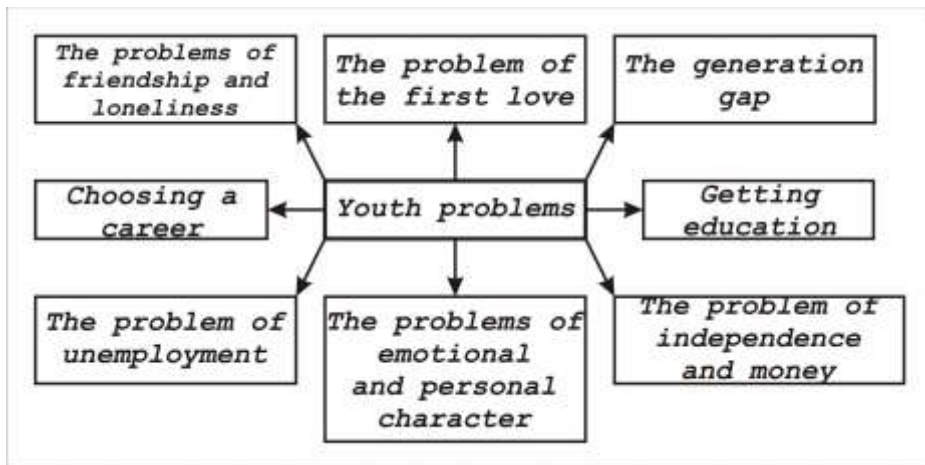 The problems of
friendship and
loneliness
The problem of
the first love
The generation
gap
Choosing a
career
Youth problems
Getting
education
The problem of
unemployment
The problems of
emotional
and personal
character
The problem of
independence
and money